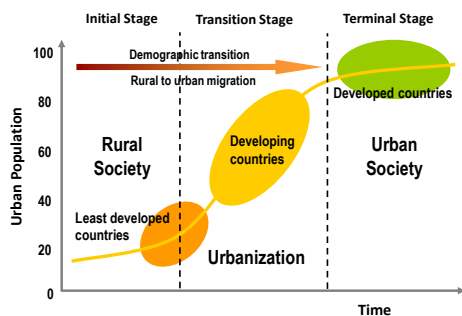 Initial Stage
Transition Stage
Terminal Stage
100
80
60
40
20
0
Urban Population
Demographic transition
Rural to urban migration
Developed countries
Rural
Society
Developing
countries
Urban
Society
Least developed
countries
Urbanization
Time